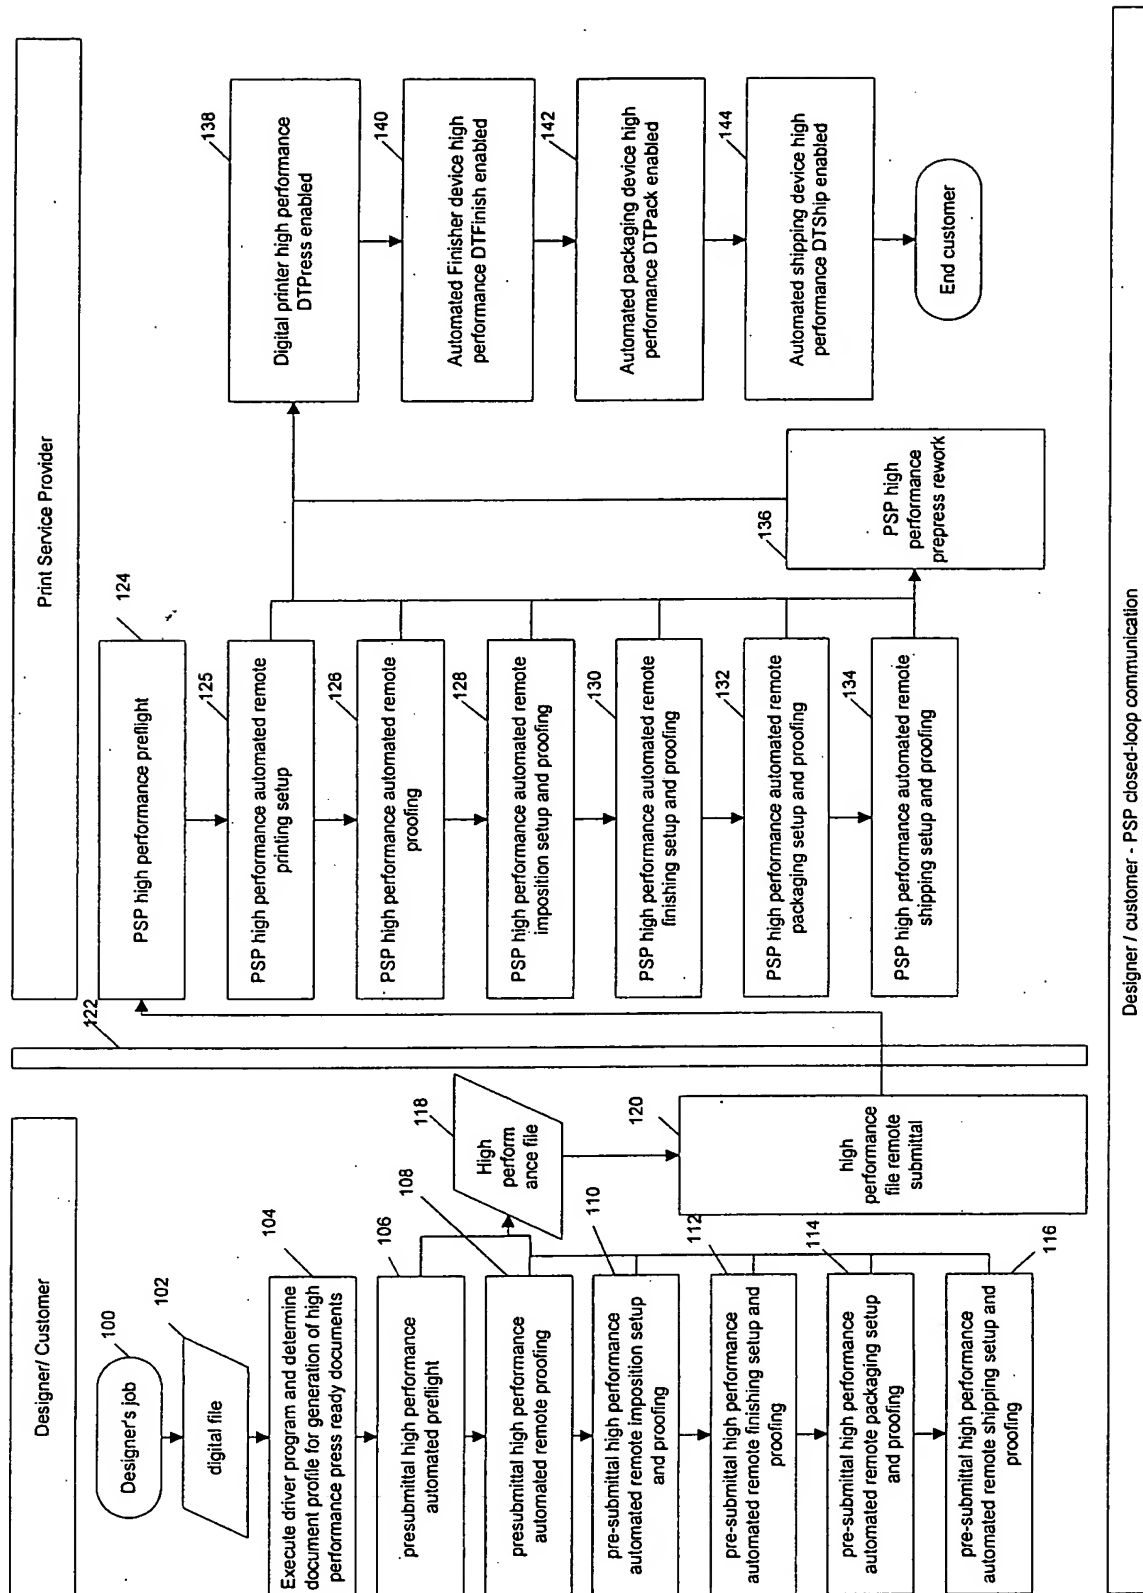 Designer/ Customer
Designer's job
100
digital file
102
Execute driver program and determine
document profile for generation of high
performance press ready documents
104
presubmittal high performance
automated preflight
106
presubmittal high performance
automated remote proofing
108
pre-submittal high performance
automated remote imposition setup
and proofing
110
pre-submittal high performance
automated remote finishing setup and
proofing
112
pre-submittal high performance
automated remote packaging setup
and proofing
114
pre-submittal high performance
automated remote shipping setup and
proofing
116
High
perform
ance file
118
high
performance
file remote
submittal
120
122
Print Service Provider
PSP high performance preflight
124
PSP high performance automated remote
printing setup
125
PSP high performance automated remote
proofing
126
PSP high performance automated remote
imposition setup and proofing
128
PSP high performance automated remote
finishing setup and proofing
130
PSP high performance automated remote
packaging setup and proofing
132
PSP high performance automated remote
shipping setup and proofing
134
PSP high
performance
prepress rework
136
Digital printer high performance
DTPress enabled
138
Automated Finisher device high
performance DTFinish enabled
140
Automated packaging device high
performance DTPack enabled
142
Automated shipping device high
performance DTShip enabled
144
End customer
Designer / customer - PSP closed-loop communication